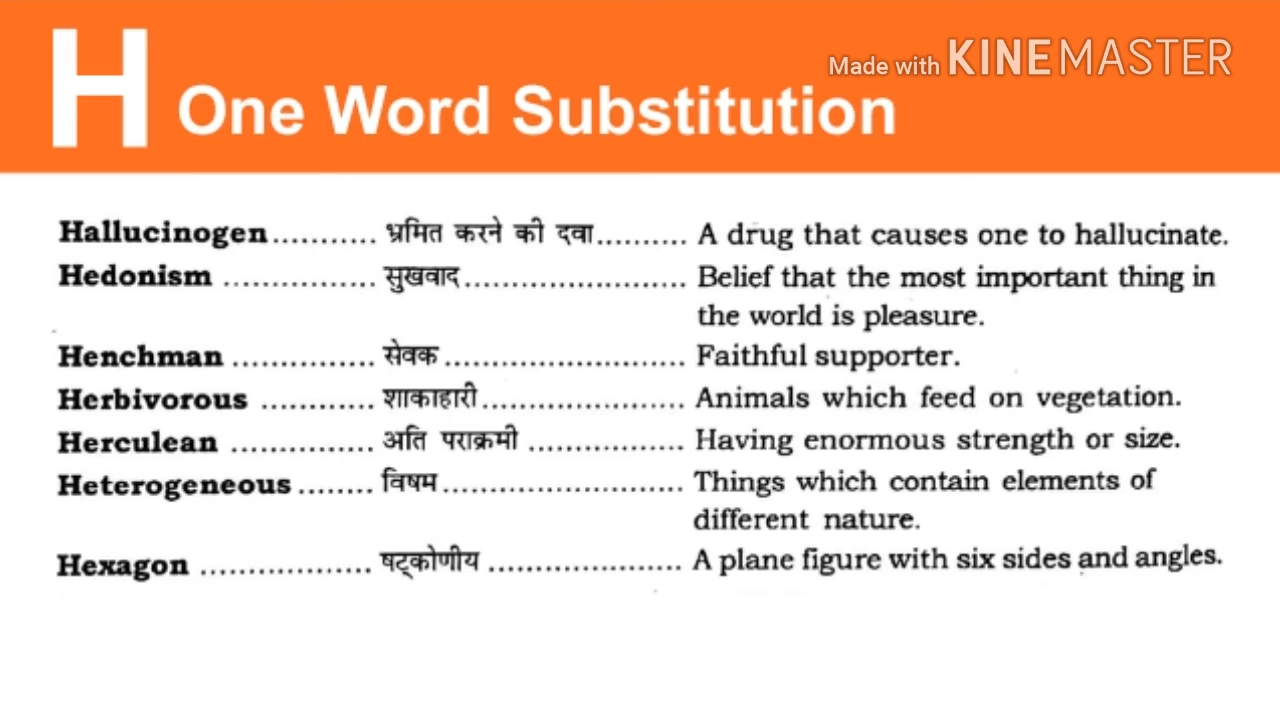 H One Word Substitution
Made with KINEMASTER
Hallucinogen........... भ्रमित करने की दवा.......... A drug that causes one to hallucinate.
Hedonism ................ सुखवाद....................... Belief that the most important thing in
the world is pleasure.
Henchman ............... सेवक......................... Faithful supporter.
Herbivorous ............ शाकाहारी..................... Animals which feed on vegetation.
Herculean ............... अति पराक्रमी ................ Having enormous strength or size.
Heterogeneous ........ विषम......................... Things which contain elements of
different nature.
Hexagon .................. षट्कोणीय .................... A plane figure with six sides and angles.